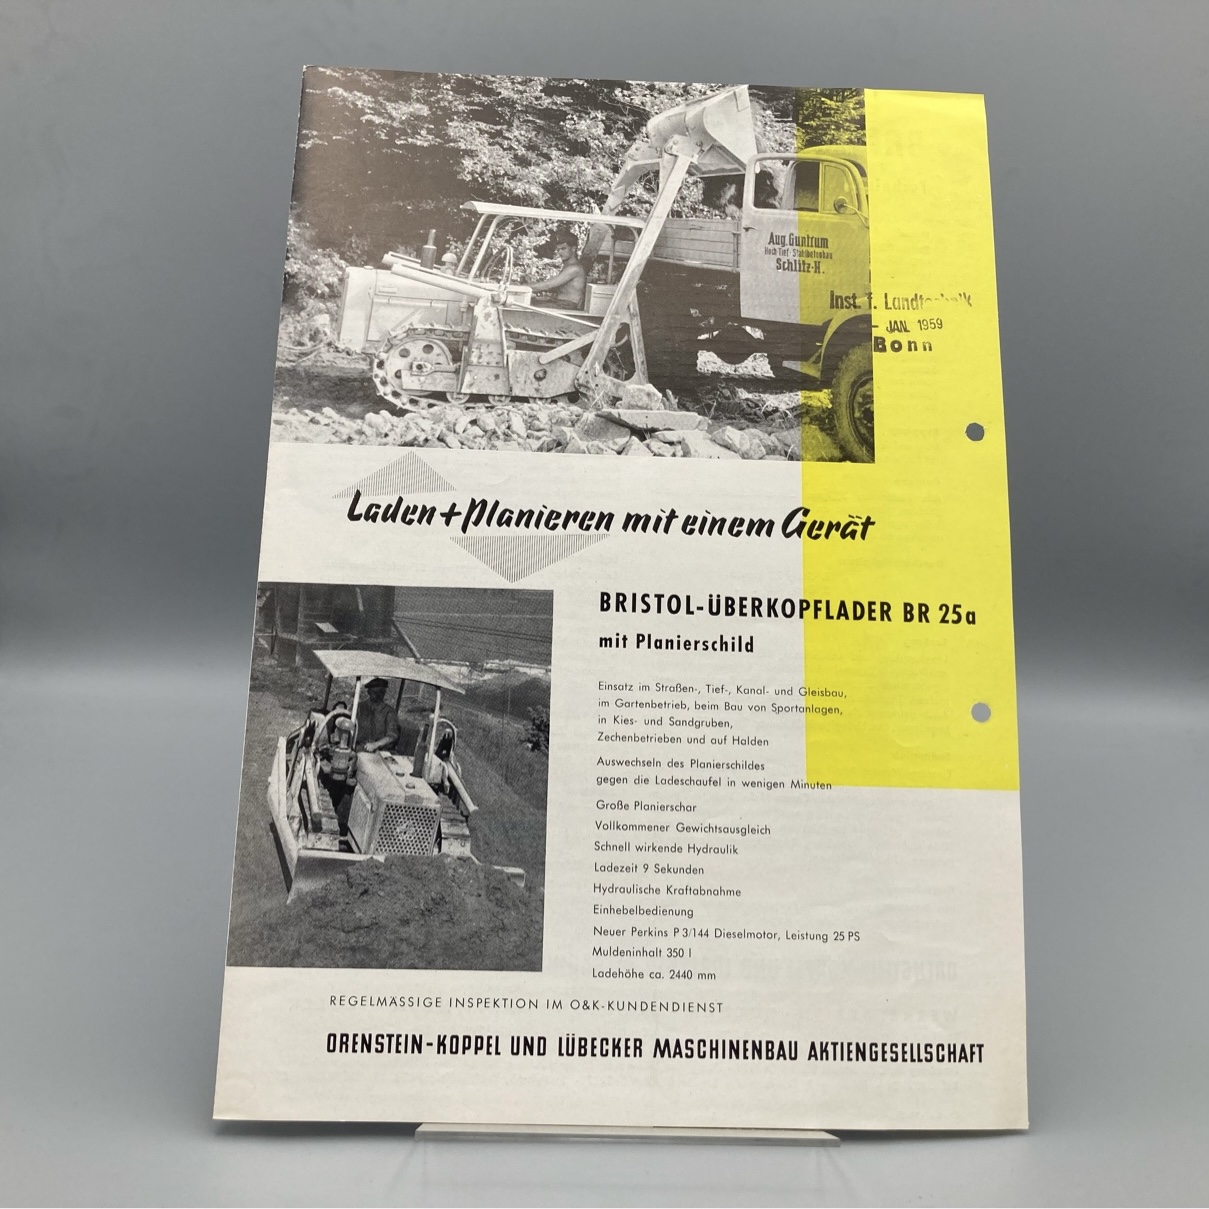 Aug. Guntrum
Hoch Tief-Stahlbetonbau
Schlitz-H.
Inst. f. Landtechnik
- JAN. 1959
Bonn
Laden + Planieren mit einem Gerät
BRISTOL-ÜBERKOPFLADER BR 25a
mit Planierschild
Einsatz im Straßen-, Tief-, Kanal- und Gleisbau,
im Gartenbetrieb, beim Bau von Sportanlagen,
in Kies- und Sandgruben,
Zechenbetrieben und auf Halden
Auswechseln des Planierschildes
gegen die Ladeschaufel in wenigen Minuten
Große Planierschar
Vollkommener Gewichtsausgleich
Schnell wirkende Hydraulik
Ladezeit 9 Sekunden
Hydraulische Kraftabnahme
Einhebelbedienung
Neuer Perkins P 3/144 Dieselmotor, Leistung 25 PS
Muldeninhalt 350 l
Ladehöhe ca. 2440 mm
REGELMÄSSIGE INSPEKTION IM O&K-KUNDENDIENST
ORENSTEIN-KOPPEL UND LÜBECKER MASCHINENBAU AKTIENGESELLSCHAFT